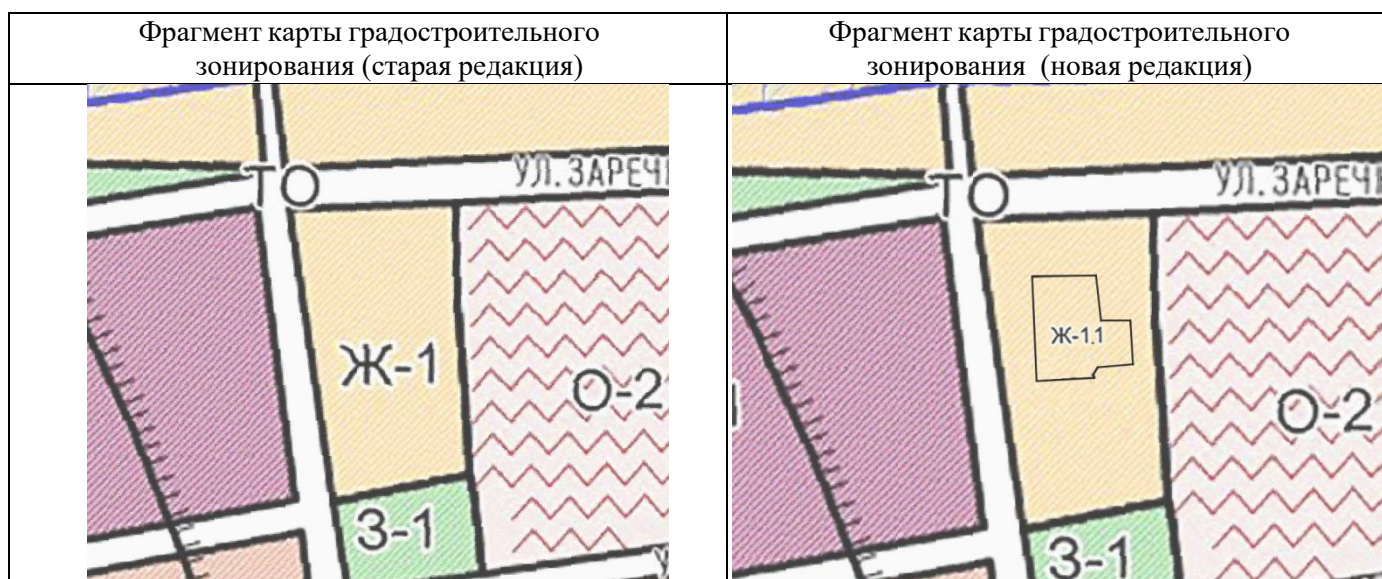 Фрагмент карты градостроительного
зонирования (старая редакция)
Фрагмент карты градостроительного
зонирования (новая редакция)
ТО
УЛ. ЗАРЕЧ
Ж-1
О-2
З-1
ТО
УЛ. ЗАРЕЧ
Ж-1.1
О-2
З-1